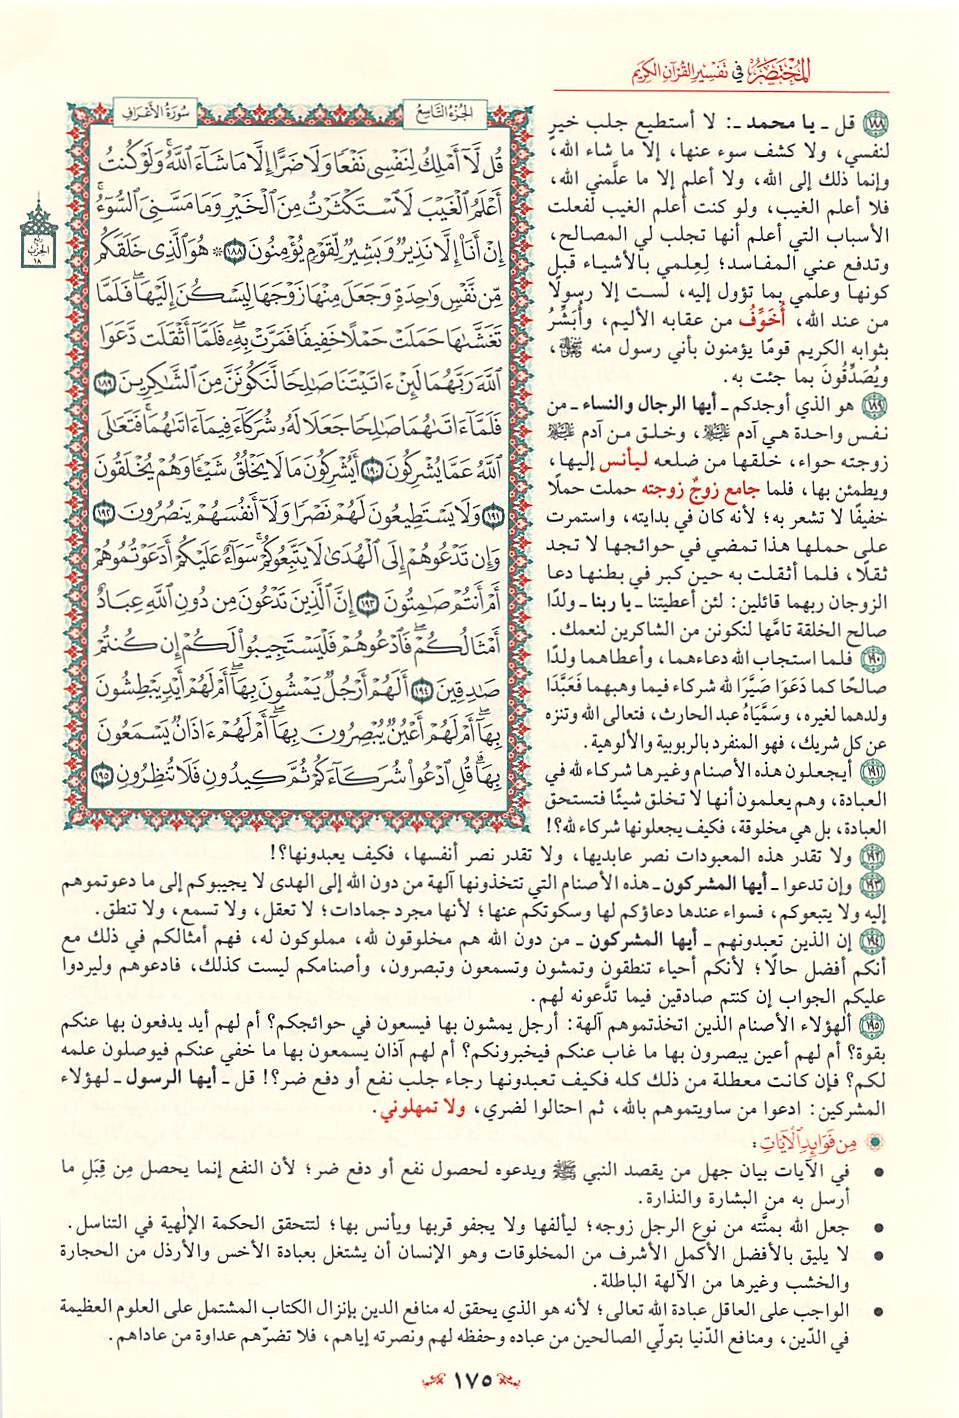 المختصر في تفسير القرآن الكريم
الجزء التاسع
سورة الأعراف
قُل لَّآ أَمْلِكُ لِنَفْسِى نَفْعًا وَلَا ضَرًّا إِلَّا مَا شَآءَ ٱللَّهُۚ وَلَوْ كُنتُ
أَعْلَمُ ٱلْغَيْبَ لَٱسْتَكْثَرْتُ مِنَ ٱلْخَيْرِ وَمَا مَسَّنِىَ ٱلسُّوٓءُۚ
إِنْ أَنَا۠ إِلَّا نَذِيرٌ وَبَشِيرٌ لِّقَوْمٍ يُؤْمِنُونَ ١٨٨ ۞ هُوَ ٱلَّذِى خَلَقَكُم
مِّن نَّفْسٍ وَٰحِدَةٍ وَجَعَلَ مِنْهَا زَوْجَهَا لِيَسْكُنَ إِلَيْهَاۖ فَلَمَّا
تَغَشَّىٰهَا حَمَلَتْ حَمْلًا خَفِيفًا فَمَرَّتْ بِهِۦۖ فَلَمَّآ أَثْقَلَت دَّعَوَا
ٱللَّهَ رَبَّهُمَا لَئِنْ ءَاتَيْتَنَا صَٰلِحًا لَّنَكُونَنَّ مِنَ ٱلشَّٰكِرِينَ ١٨٩
فَلَمَّآ ءَاتَىٰهُمَا صَٰلِحًا جَعَلَا لَهُۥ شُرَكَآءَ فِيمَآ ءَاتَىٰهُمَاۚ فَتَعَٰلَى
ٱللَّهُ عَمَّا يُشْرِكُونَ ١٩٠ أَيُشْرِكُونَ مَا لَا يَخْلُقُ شَيْـًٔا وَهُمْ يُخْلَقُونَ
١٩١ وَلَا يَسْتَطِيعُونَ لَهُمْ نَصْرًا وَلَآ أَنفُسَهُمْ يَنصُرُونَ ١٩٢
وَإِن تَدْعُوهُمْ إِلَى ٱلْهُدَىٰ لَا يَتَّبِعُوكُمْۚ سَوَآءٌ عَلَيْكُمْ أَدَعَوْتُمُوهُمْ
أَمْ أَنتُمْ صَٰمِتُونَ ١٩٣ إِنَّ ٱلَّذِينَ تَدْعُونَ مِن دُونِ ٱللَّهِ عِبَادٌ
أَمْثَالُكُمْۖ فَٱدْعُوهُمْ فَلْيَسْتَجِيبُوا۟ لَكُمْ إِن كُنتُمْ
صَٰدِقِينَ ١٩٤ أَلَهُمْ أَرْجُلٌ يَمْشُونَ بِهَآۖ أَمْ لَهُمْ أَيْدٍ يَبْطِشُونَ
بِهَآۖ أَمْ لَهُمْ أَعْيُنٌ يُبْصِرُونَ بِهَآۖ أَمْ لَهُمْ ءَاذَانٌ يَسْمَعُونَ
بِهَاۗ قُلِ ٱدْعُوا۟ شُرَكَآءَكُمْ ثُمَّ كِيدُونِ فَلَا تُنظِرُونِ ١٩٥
ربع
الحزب
١٨
١٨٨ قل ـ يا محمد ـ: لا أستطيع جلب خيرٍ
لنفسي، ولا كشف سوء عنها، إلا ما شاء الله،
وإنما ذلك إلى الله، ولا أعلم إلا ما علَّمني الله،
فلا أعلم الغيب، ولو كنت أعلم الغيب لفعلت
الأسباب التي أعلم أنها تجلب لي المصالح،
وتدفع عني المفاسد؛ لِعِلمي بالأشياء قبل
كونها وعلمي بما تؤول إليه، لست إلا رسولًا
من عند الله، أُخَوِّفُ من عقابه الأليم، وأُبَشِّرُ
بثوابه الكريم قومًا يؤمنون بأني رسول منه ﷺ،
ويُصَدِّقُونَ بما جئت به.
١٨٩ هو الذي أوجدكم ـ أيها الرجال والنساء ـ من
نفس واحدة هي آدم عليه السلام، وخلق من آدم عليه السلام
زوجته حواء، خلقها من ضلعه ليأنس إليها،
ويطمئن بها، فلما جامع زوجٌ زوجته حملت حملًا
خفيفًا لا تشعر به؛ لأنه كان في بدايته، واستمرت
على حملها هذا تمضي في حوائجها لا تجد
ثقلًا، فلما أثقلت به حين كبر في بطنها دعا
الزوجان ربهما قائلين: لئن أعطيتنا ـ يا ربنا ـ ولدًا
صالح الخلقة تامَّها لنكونن من الشاكرين لنعمك.
١٩٠ فلما استجاب الله دعاءهما، وأعطاهما ولدًا
صالحًا كما دَعَوَا صَيَّرَا لله شركاء فيما وهبهما فَعَبَّدَا
ولدهما لغيره، وسَمَّيَاهُ عبد الحارث، فتعالى الله وتنزه
عن كل شريك، فهو المنفرد بالربوبية والألوهية.
١٩١ أيجعلون هذه الأصنام وغيرها شركاء لله في
العبادة، وهم يعلمون أنها لا تخلق شيئًا فتستحق
العبادة، بل هي مخلوقة، فكيف يجعلونها شركاء لله؟!
١٩٢ ولا تقدر هذه المعبودات نصر عابديها، ولا تقدر نصر أنفسها، فكيف يعبدونها؟!
١٩٣ وإن تدعوا ـ أيها المشركون ـ هذه الأصنام التي تتخذونها آلهة من دون الله إلى الهدى لا يجيبوكم إلى ما دعوتموهم
إليه ولا يتبعوكم، فسواء عندها دعاؤكم لها وسكوتكم عنها؛ لأنها مجرد جمادات؛ لا تعقل، ولا تسمع، ولا تنطق.
١٩٤ إن الذين تعبدونهم ـ أيها المشركون ـ من دون الله هم مخلوقون لله، مملوكون له، فهم أمثالكم في ذلك مع
أنكم أفضل حالًا؛ لأنكم أحياء تنطقون وتمشون وتسمعون وتبصرون، وأصنامكم ليست كذلك، فادعوهم وليردوا
عليكم الجواب إن كنتم صادقين فيما تدَّعونه لهم.
١٩٥ ألهؤلاء الأصنام الذين اتخذتموهم آلهة: أرجل يمشون بها فيسعون في حوائجكم؟ أم لهم أيد يدفعون بها عنكم
بقوة؟ أم لهم أعين يبصرون بها ما غاب عنكم فيخبرونكم؟ أم لهم آذان يسمعون بها ما خفي عنكم فيوصلون علمه
لكم؟ فإن كانت معطلة من ذلك كله فكيف تعبدونها رجاء جلب نفع أو دفع ضر؟! قل ـ أيها الرسول ـ لهؤلاء
المشركين: ادعوا من ساويتموهم بالله، ثم احتالوا لضري، ولا تمهلوني.
من فوائد الآيات:
• في الآيات بيان جهل من يقصد النبي ﷺ ويدعوه لحصول نفع أو دفع ضر؛ لأن النفع إنما يحصل مِن قِبَلِ ما
أرسل به من البشارة والنذارة.
• جعل الله بمنَّته من نوع الرجل زوجه؛ ليألفها ولا يجفو قربها ويأنس بها؛ لتتحقق الحكمة الإلٰهية في التناسل.
• لا يليق بالأفضل الأكمل الأشرف من المخلوقات وهو الإنسان أن يشتغل بعبادة الأخس والأرذل من الحجارة
والخشب وغيرها من الآلهة الباطلة.
• الواجب على العاقل عبادة الله تعالى؛ لأنه هو الذي يحقق له منافع الدين بإنزال الكتاب المشتمل على العلوم العظيمة
في الدّين، ومنافع الدّنيا بتولّي الصالحين من عباده وحفظه لهم ونصرته إياهم، فلا تضرّهم عداوة من عاداهم.
١٧٥